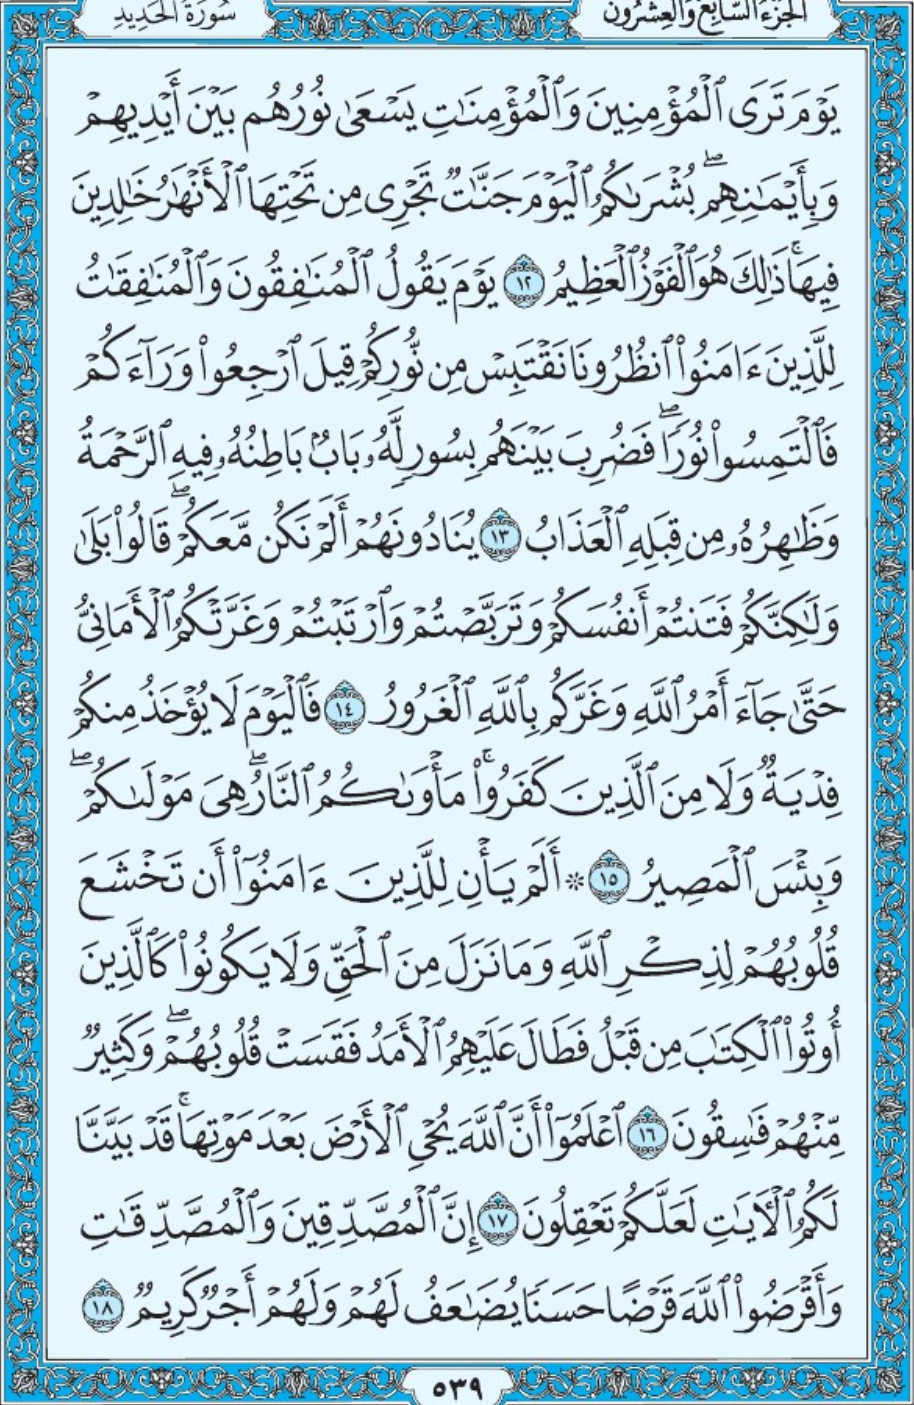 الجزء السابع والعشرون
سورة الحديد
يَوْمَ تَرَى ٱلْمُؤْمِنِينَ وَٱلْمُؤْمِنَٰتِ يَسْعَىٰ نُورُهُم بَيْنَ أَيْدِيهِمْ
وَبِأَيْمَٰنِهِمۖ بُشْرَىٰكُمُ ٱلْيَوْمَ جَنَّٰتٌ تَجْرِى مِن تَحْتِهَا ٱلْأَنْهَٰرُ خَٰلِدِينَ
فِيهَاۚ ذَٰلِكَ هُوَ ٱلْفَوْزُ ٱلْعَظِيمُ ١٢ يَوْمَ يَقُولُ ٱلْمُنَٰفِقُونَ وَٱلْمُنَٰفِقَٰتُ
لِلَّذِينَ ءَامَنُوا۟ ٱنظُرُونَا نَقْتَبِسْ مِن نُّورِكُمْ قِيلَ ٱرْجِعُوا۟ وَرَآءَكُمْ
فَٱلْتَمِسُوا۟ نُورًاۖ فَضُرِبَ بَيْنَهُم بِسُورٍ لَّهُۥ بَابٌۢ بَاطِنُهُۥ فِيهِ ٱلرَّحْمَةُ
وَظَٰهِرُهُۥ مِن قِبَلِهِ ٱلْعَذَابُ ١٣ يُنَادُونَهُمْ أَلَمْ نَكُن مَّعَكُمْۖ قَالُوا۟ بَلَىٰ
وَلَٰكِنَّكُمْ فَتَنتُمْ أَنفُسَكُمْ وَتَرَبَّصْتُمْ وَٱرْتَبْتُمْ وَغَرَّتْكُمُ ٱلْأَمَانِىُّ
حَتَّىٰ جَآءَ أَمْرُ ٱللَّهِ وَغَرَّكُم بِٱللَّهِ ٱلْغَرُورُ ١٤ فَٱلْيَوْمَ لَا يُؤْخَذُ مِنكُمْ
فِدْيَةٌ وَلَا مِنَ ٱلَّذِينَ كَفَرُوا۟ۚ مَأْوَىٰكُمُ ٱلنَّارُۖ هِىَ مَوْلَىٰكُمْۖ
وَبِئْسَ ٱلْمَصِيرُ ١٥ ۞ أَلَمْ يَأْنِ لِلَّذِينَ ءَامَنُوٓا۟ أَن تَخْشَعَ
قُلُوبُهُمْ لِذِكْرِ ٱللَّهِ وَمَا نَزَلَ مِنَ ٱلْحَقِّ وَلَا يَكُونُوا۟ كَٱلَّذِينَ
أُوتُوا۟ ٱلْكِتَٰبَ مِن قَبْلُ فَطَالَ عَلَيْهِمُ ٱلْأَمَدُ فَقَسَتْ قُلُوبُهُمْۖ وَكَثِيرٌ
مِّنْهُمْ فَٰسِقُونَ ١٦ ٱعْلَمُوٓا۟ أَنَّ ٱللَّهَ يُحْىِ ٱلْأَرْضَ بَعْدَ مَوْتِهَاۚ قَدْ بَيَّنَّا
لَكُمُ ٱلْءَايَٰتِ لَعَلَّكُمْ تَعْقِلُونَ ١٧ إِنَّ ٱلْمُصَّدِّقِينَ وَٱلْمُصَّدِّقَٰتِ
وَأَقْرَضُوا۟ ٱللَّهَ قَرْضًا حَسَنًا يُضَٰعَفُ لَهُمْ وَلَهُمْ أَجْرٌ كَرِيمٌ ١٨
٥٣٩